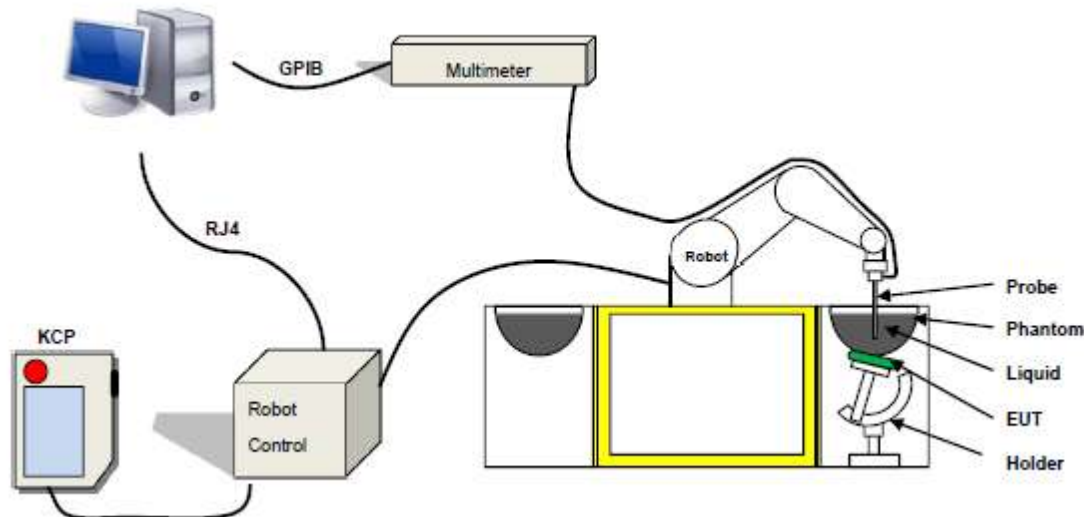 GPIB
Multimeter
RJ4
Robot
Probe
Phantom
KCP
Liquid
Robot
Control
EUT
Holder